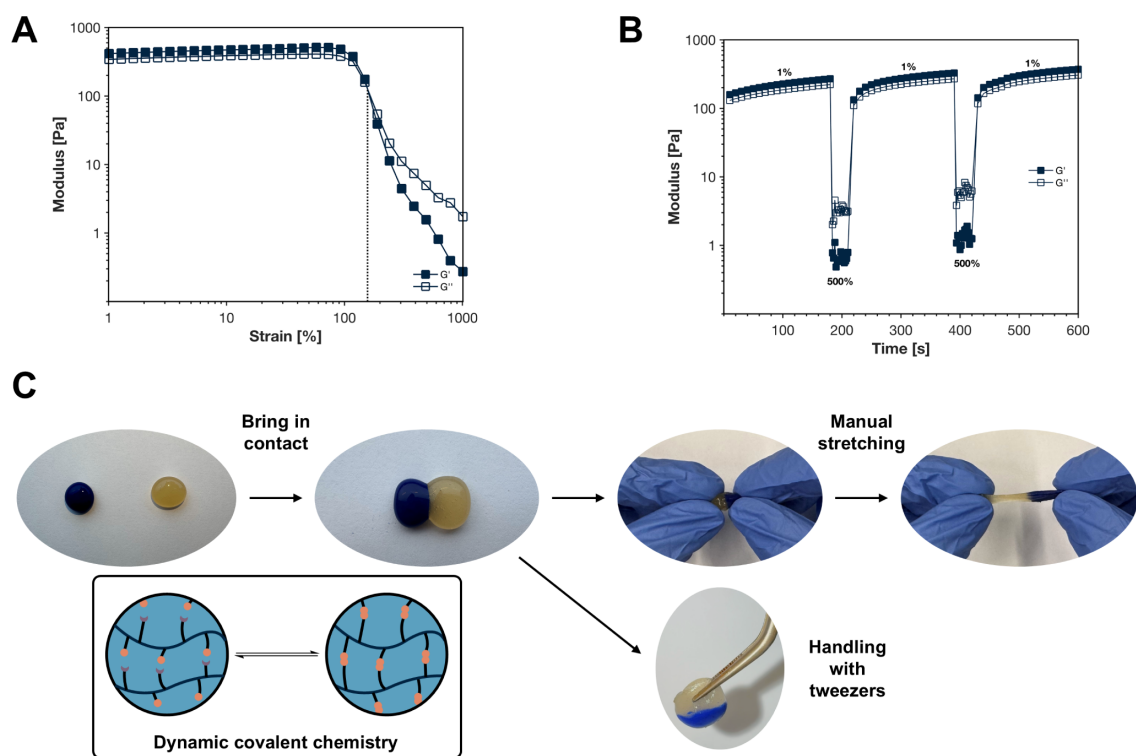 A
Modulus [Pa]
1000
100
10
1
G'
G''
1
10
100
1000
Strain [%]
B
Modulus [Pa]
1000
100
10
1
1%
1%
1%
G'
G''
500%
500%
100
200
300
400
500
600
Time [s]
C
Bring in
contact
Manual
stretching
Handling
with
tweezers
Dynamic covalent chemistry